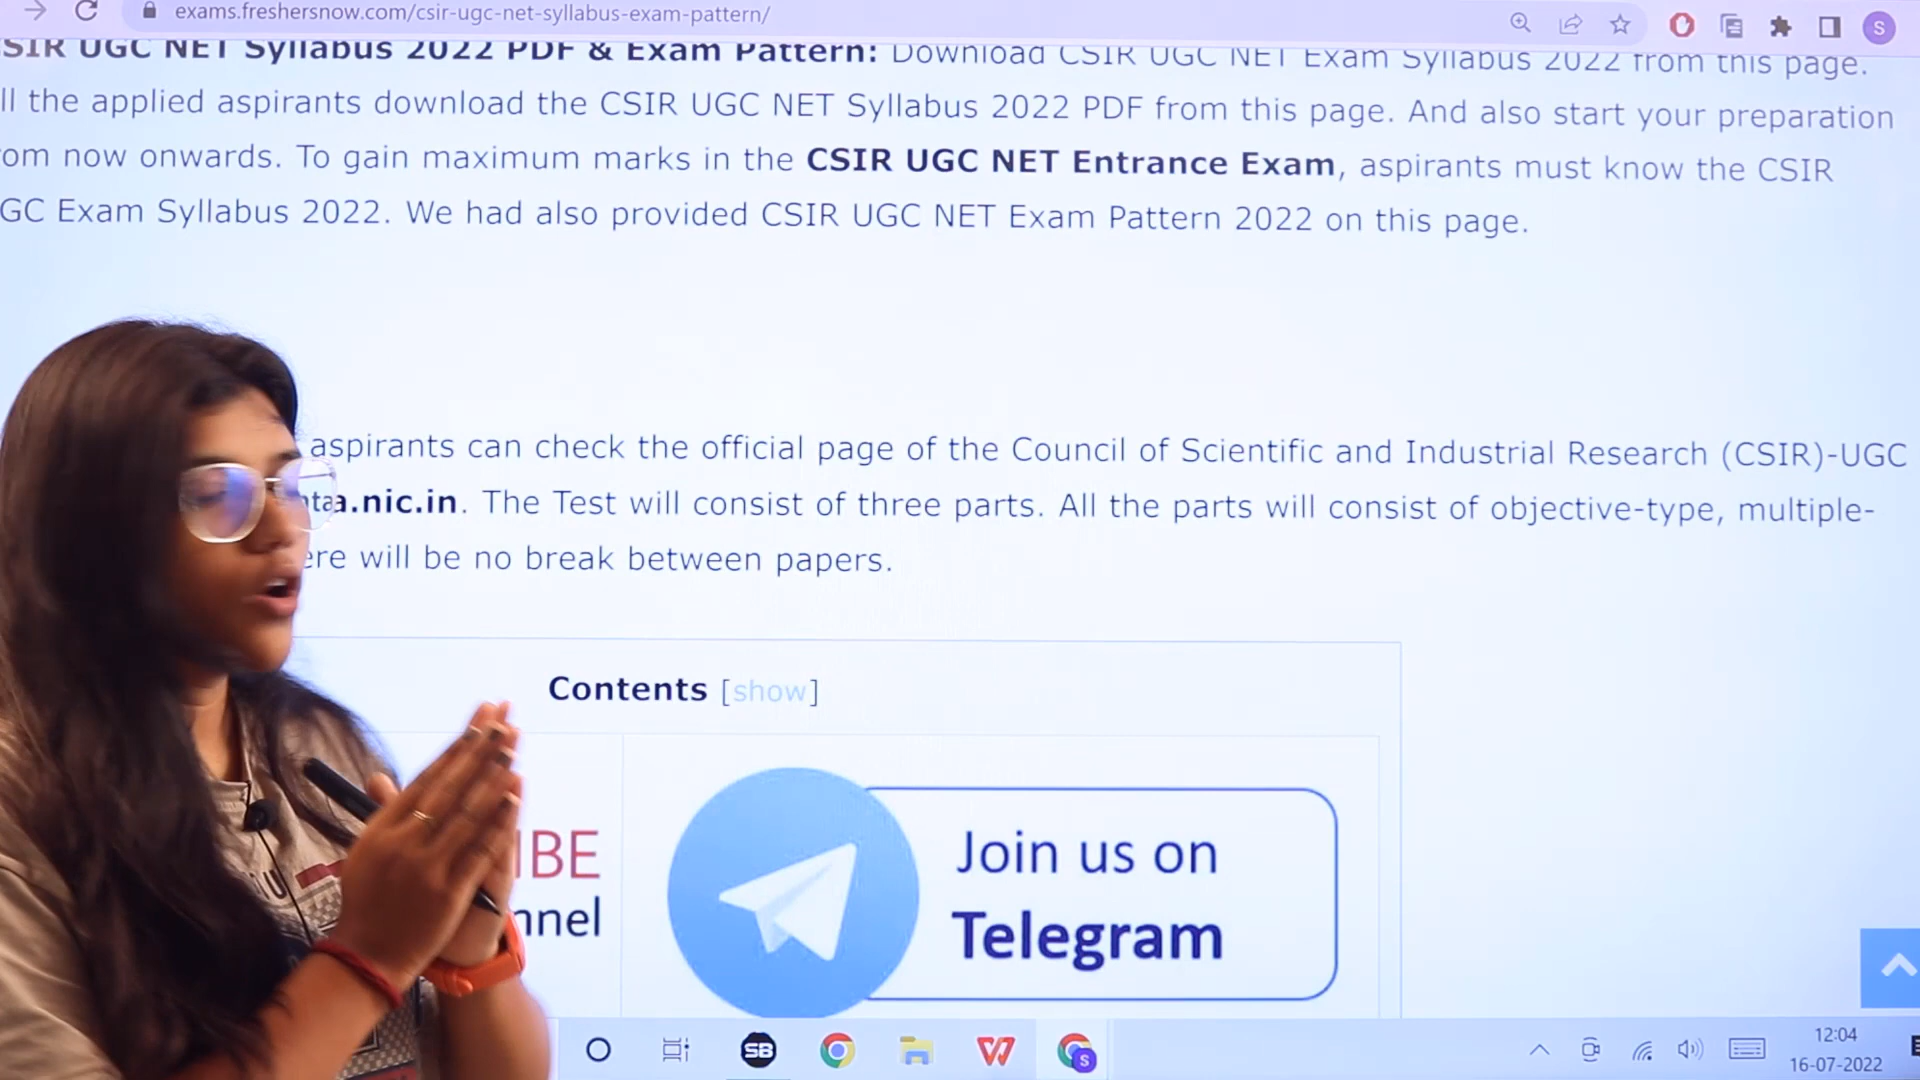 exams.freshersnow.com/csir-ugc-net-syllabus-exam-pattern/
S
SIR UGC NET Syllabus 2022 PDF & Exam Pattern: Download CSIR UGC NET Exam Syllabus 2022 from this page.
ll the applied aspirants download the CSIR UGC NET Syllabus 2022 PDF from this page. And also start your preparation
om now onwards. To gain maximum marks in the CSIR UGC NET Entrance Exam, aspirants must know the CSIR
GC Exam Syllabus 2022. We had also provided CSIR UGC NET Exam Pattern 2022 on this page.
aspirants can check the official page of the Council of Scientific and Industrial Research (CSIR)-UGC
nta.nic.in. The Test will consist of three parts. All the parts will consist of objective-type, multiple-
ere will be no break between papers.
Contents [show]
IBE
nnel
Join us on
Telegram
SB
S
12:04
16-07-2022